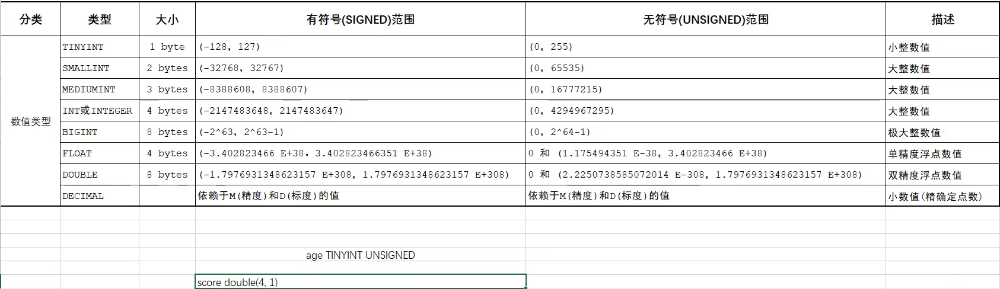 分类 类型 大小 有符号(SIGNED)范围 无符号(UNSIGNED)范围 描述
数值类型
TINYINT 1 byte (-128, 127) (0, 255) 小整数值
SMALLINT 2 bytes (-32768, 32767) (0, 65535) 大整数值
MEDIUMINT 3 bytes (-8388608, 8388607) (0, 16777215) 大整数值
INT或INTEGER 4 bytes (-2147483648, 2147483647) (0, 4294967295) 大整数值
BIGINT 8 bytes (-2^63, 2^63-1) (0, 2^64-1) 极大整数值
FLOAT 4 bytes (-3.402823466 E+38, 3.402823466351 E+38) 0 和 (1.175494351 E-38, 3.402823466 E+38) 单精度浮点数值
DOUBLE 8 bytes (-1.7976931348623157 E+308, 1.7976931348623157 E+308) 0 和 (2.2250738585072014 E-308, 1.7976931348623157 E+308) 双精度浮点数值
DECIMAL 依赖于M(精度)和D(标度)的值 依赖于M(精度)和D(标度)的值 小数值(精确定点数)
age TINYINT UNSIGNED
score double(4, 1)